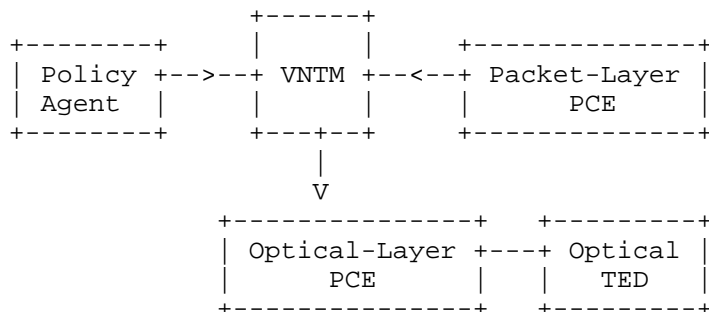 Policy VNTM Packet-Layer
Agent PCE
Optical-Layer Optical
PCE TED